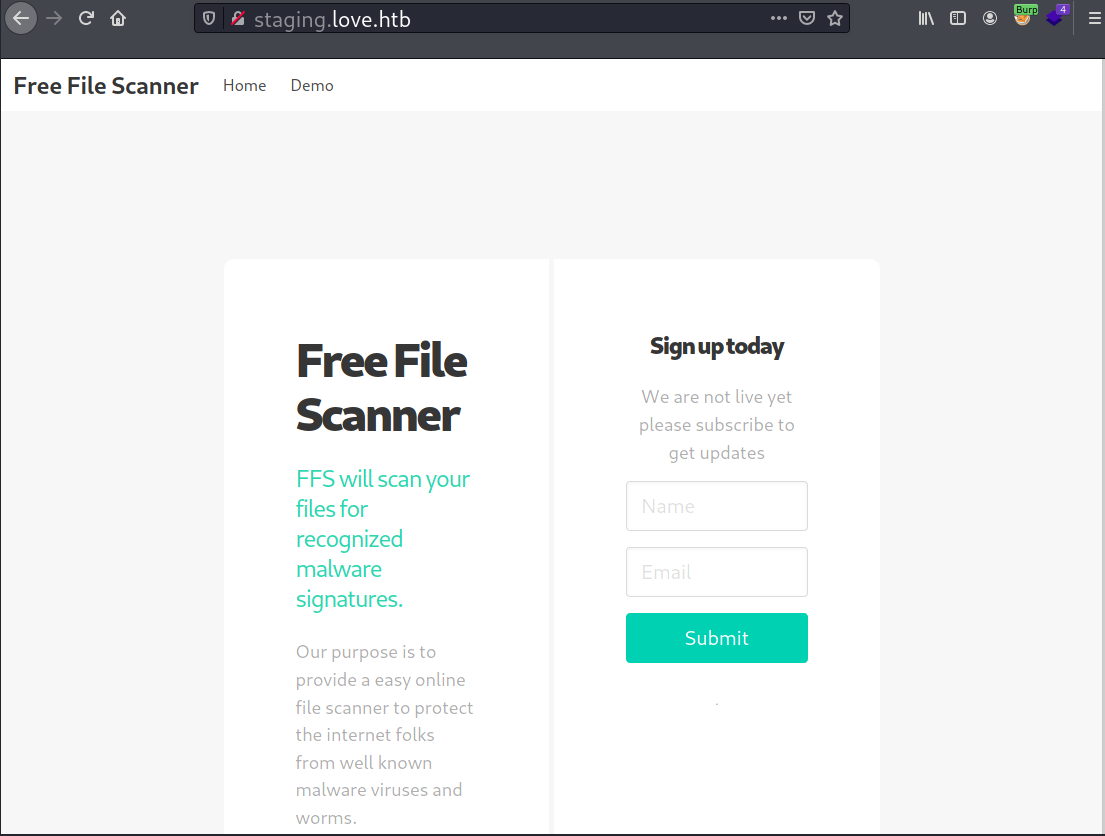 staging.love.htb
Burp
4
Free File Scanner Home Demo
Free File
Scanner
FFS will scan your
files for
recognized
malware
signatures.
Our purpose is to
provide a easy online
file scanner to protect
the internet folks
from well known
malware viruses and
worms.
Sign up today
We are not live yet
please subscribe to
get updates
Name
Email
Submit
.